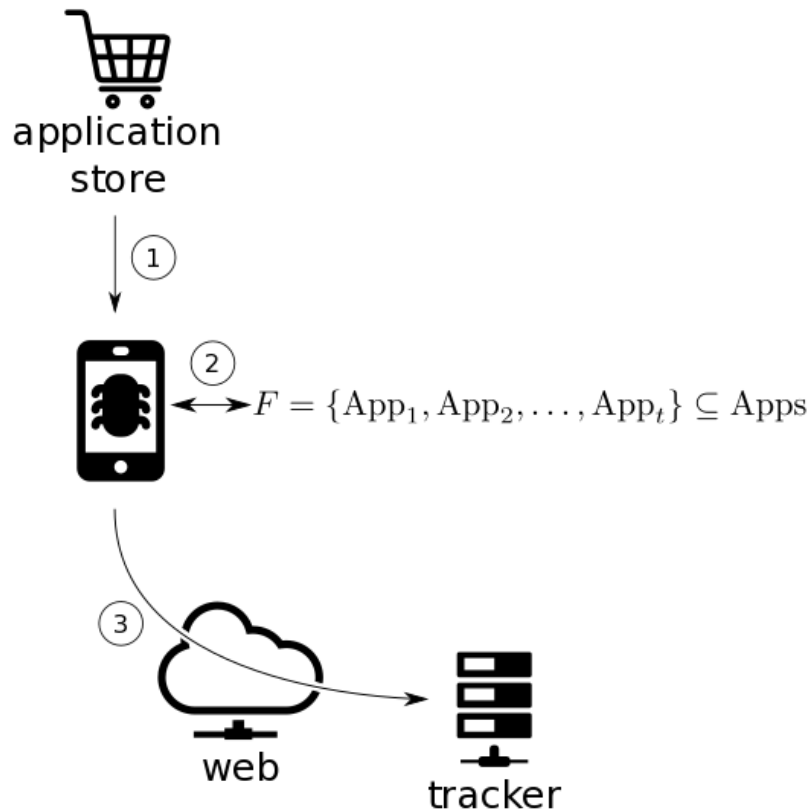 application
store
1
2
F = {App₁, App₂, . . . , Appₜ} ⊆ Apps
3
web
tracker